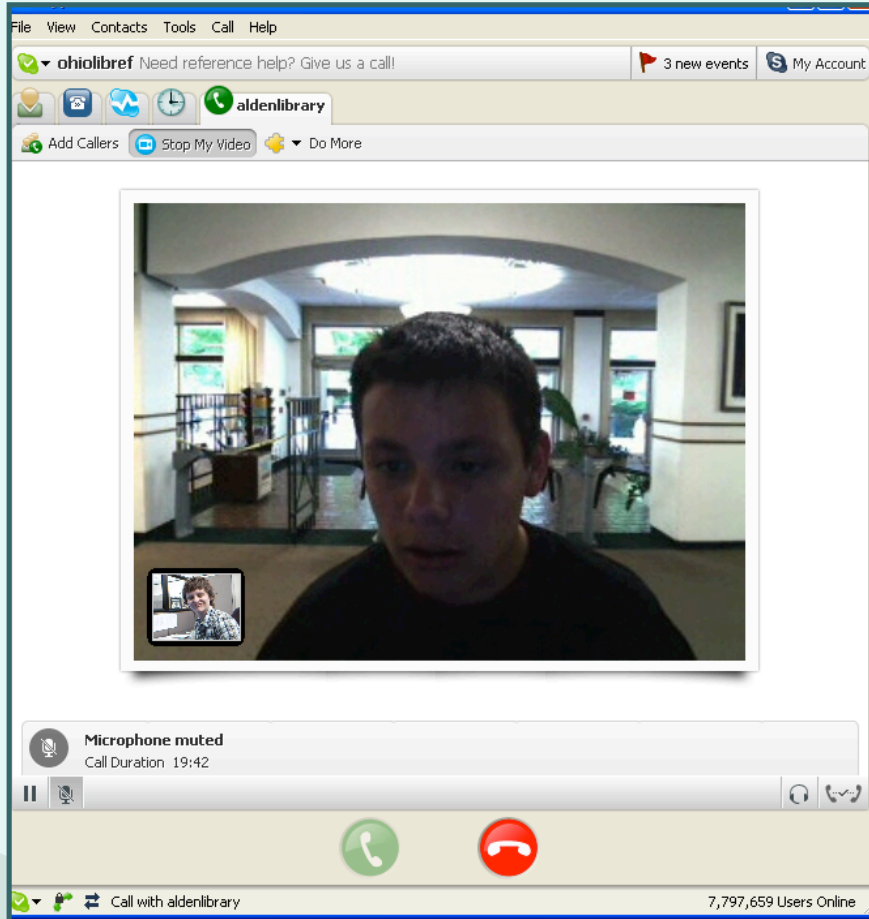 File View Contacts Tools Call Help
ohiolibref Need reference help? Give us a call! 3 new events My Account
aldenlibrary
Add Callers Stop My Video Do More
Microphone muted
Call Duration 19:42
Call with aldenlibrary 7,797,659 Users Online